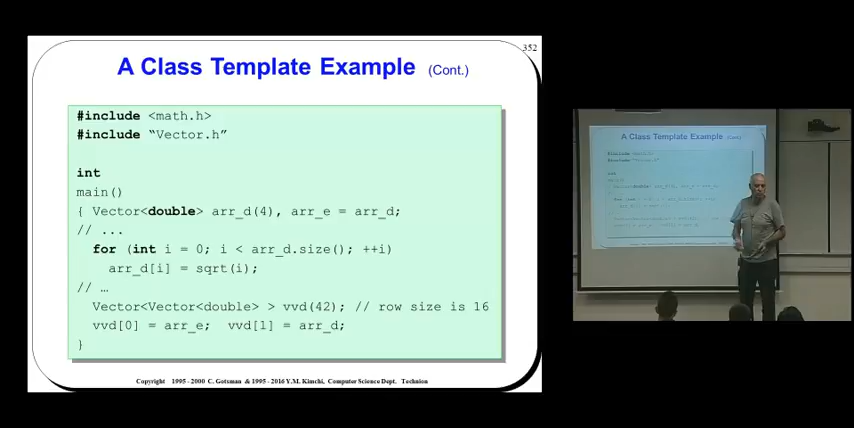 352
A Class Template Example (Cont.)
#include <math.h>
#include “Vector.h”
int
main()
{ Vector<double> arr_d(4), arr_e = arr_d;
// ...
for (int i = 0; i < arr_d.size(); ++i)
arr_d[i] = sqrt(i);
// …
Vector<Vector<double> > vvd(42); // row size is 16
vvd[0] = arr_e; vvd[1] = arr_d;
}
Copyright 1995 - 2000 C. Gotsman & 1995 - 2016 Y.M. Kimchi, Computer Science Dept. Technion
A Class Template Example